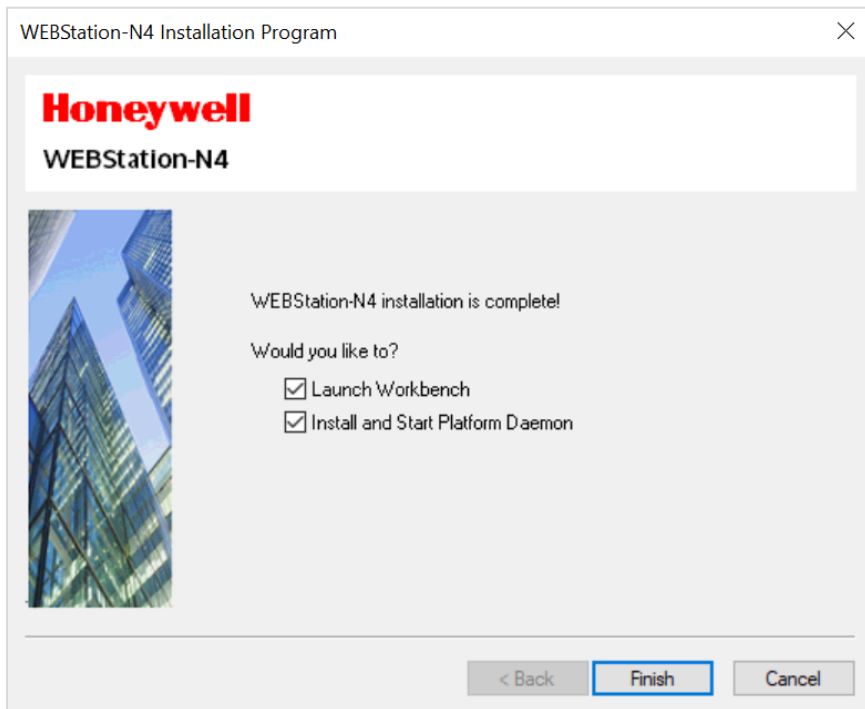 WEBStation-N4 Installation Program
Honeywell
WEBStation-N4
WEBStation-N4 installation is complete!
Would you like to?
Launch Workbench
Install and Start Platform Daemon
< Back
Finish
Cancel